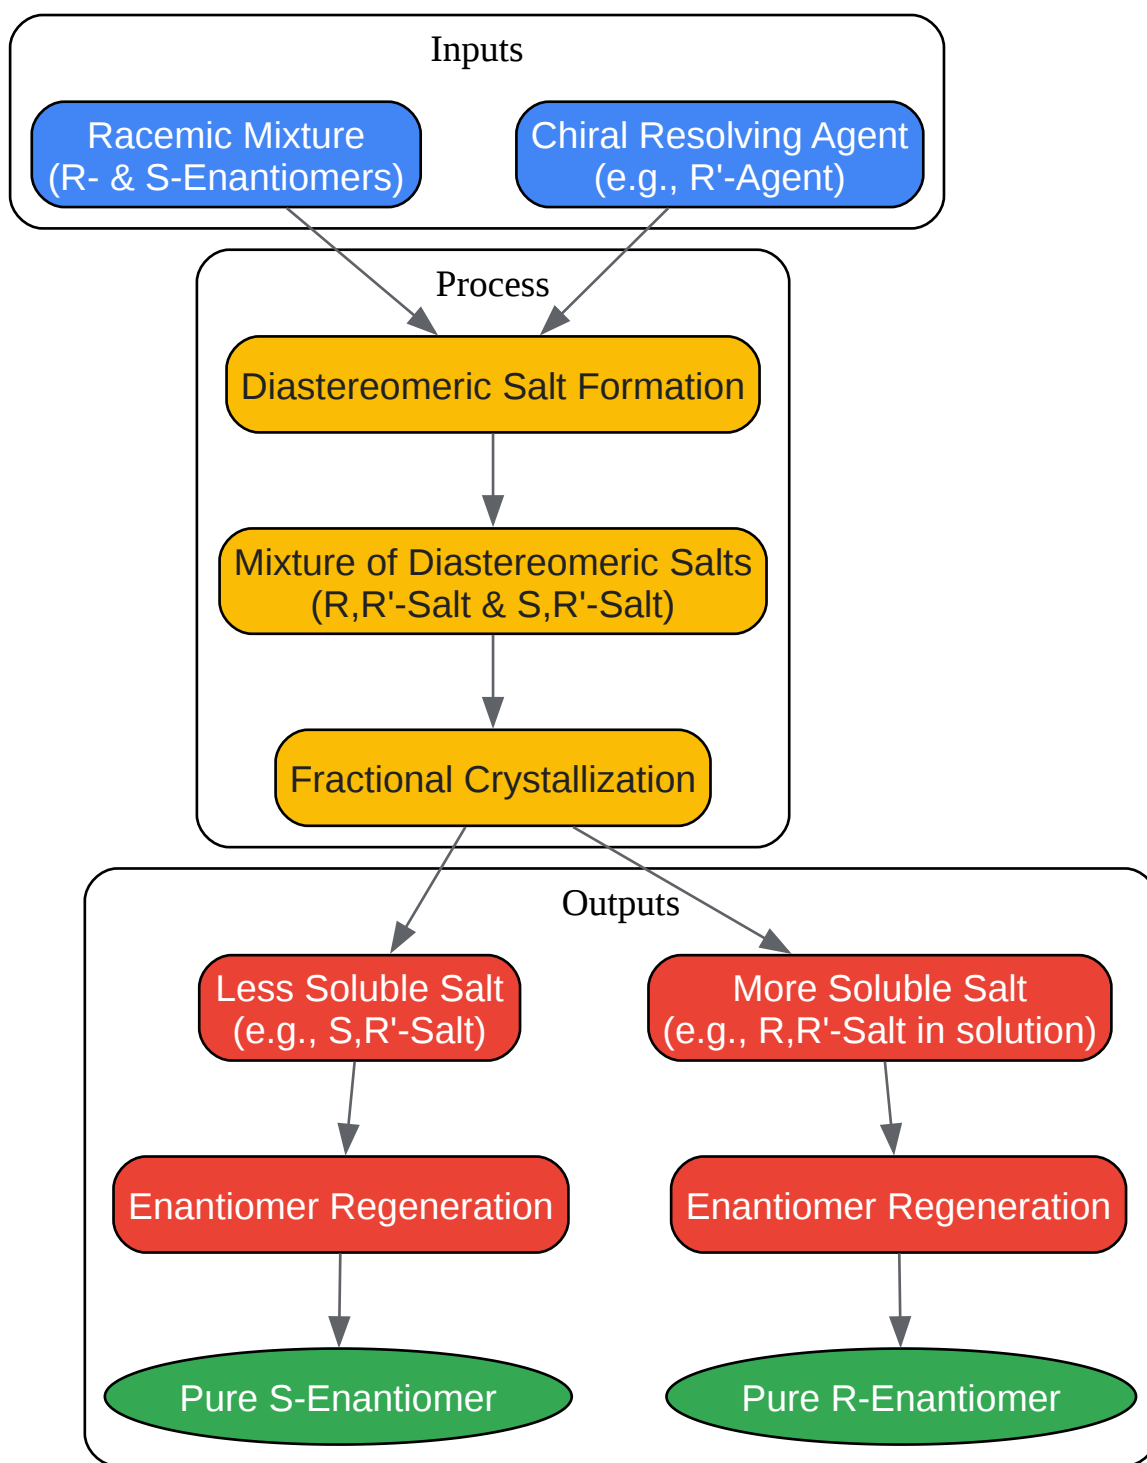 Inputs
Racemic Mixture
(R- & S-Enantiomers)
Chiral Resolving Agent
(e.g., R'-Agent)
Process
Diastereomeric Salt Formation
Mixture of Diastereomeric Salts
(R,R'-Salt & S,R'-Salt)
Fractional Crystallization
Outputs
Less Soluble Salt
(e.g., S,R'-Salt)
More Soluble Salt
(e.g., R,R'-Salt in solution)
Enantiomer Regeneration
Enantiomer Regeneration
Pure S-Enantiomer
Pure R-Enantiomer